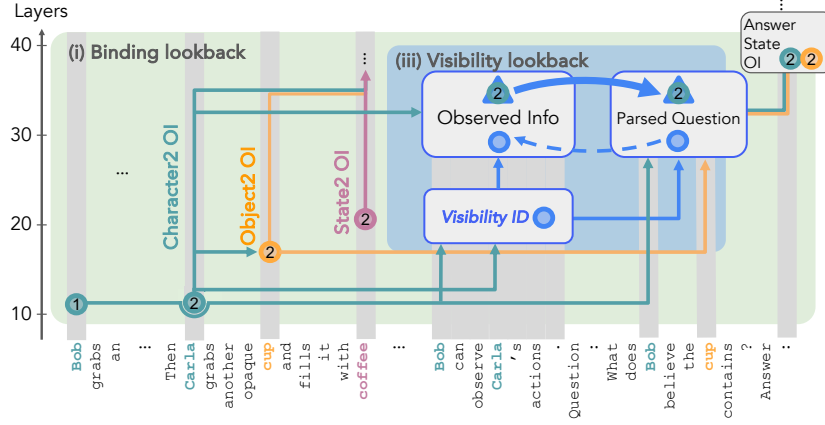 Layers
40
30
20
10
(i) Binding lookback
(iii) Visibility lookback
Answer
State
OI
2 2
...
Character2 OI
Object2 OI
State2 OI
...
...
2
Observed Info
2
Parsed Question
Visibility ID
2
2
1
2
Bob grabs an ... Then Carla grabs another opaque cup and fills it with coffee ... Bob can observe Carla 's actions . Question : What does Bob believe the cup contains ? Answer :